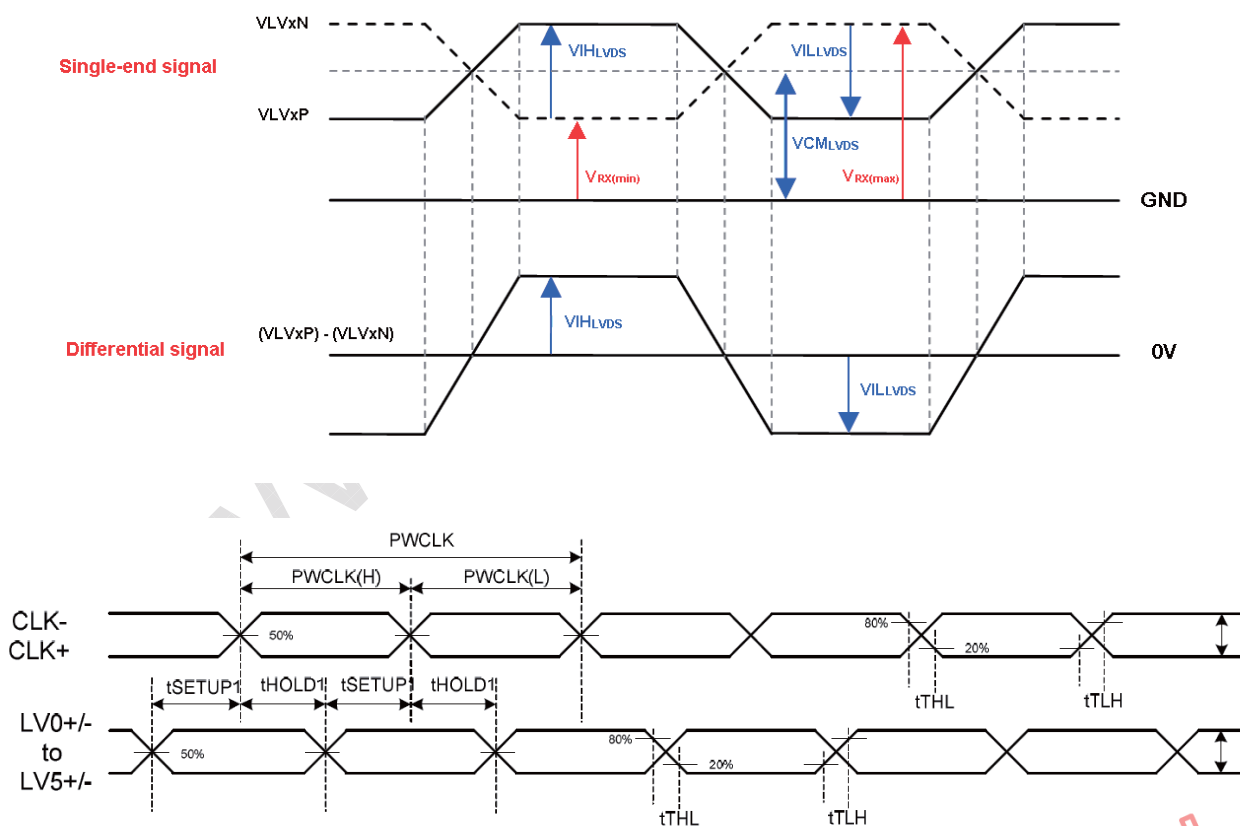 VLVxN
VIHLVDS
VILLVDS
Single-end signal
VLVxP
VCMLVDS
VRX(min)
VRX(max)
GND
(VLVxP) - (VLVxN)
VIHLVDS
Differential signal
0V
VILLVDS
PWCLK
PWCLK(H)
PWCLK(L)
CLK-
CLK+
50%
80%
20%
tSETUP1
tHOLD1
tSETUP1
tHOLD1
tTHL
tTLH
LV0+/-
to
LV5+/-
50%
80%
20%
tTHL
tTLH